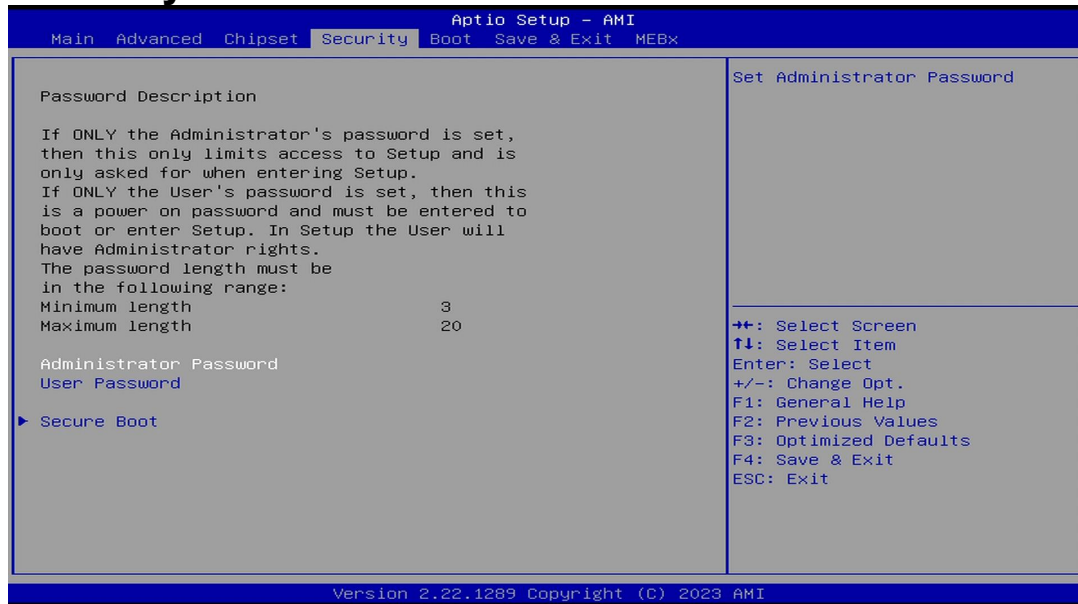 Aptio Setup – AMI
Main Advanced Chipset Security Boot Save & Exit MEBx
Password Description
If ONLY the Administrator's password is set,
then this only limits access to Setup and is
only asked for when entering Setup.
If ONLY the User's password is set, then this
is a power on password and must be entered to
boot or enter Setup. In Setup the User will
have Administrator rights.
The password length must be
in the following range:
Minimum length 3
Maximum length 20
Administrator Password
User Password
► Secure Boot
Set Administrator Password
→←: Select Screen
↑↓: Select Item
Enter: Select
+/-: Change Opt.
F1: General Help
F2: Previous Values
F3: Optimized Defaults
F4: Save & Exit
ESC: Exit
Version 2.22.1289 Copyright (C) 2023 AMI